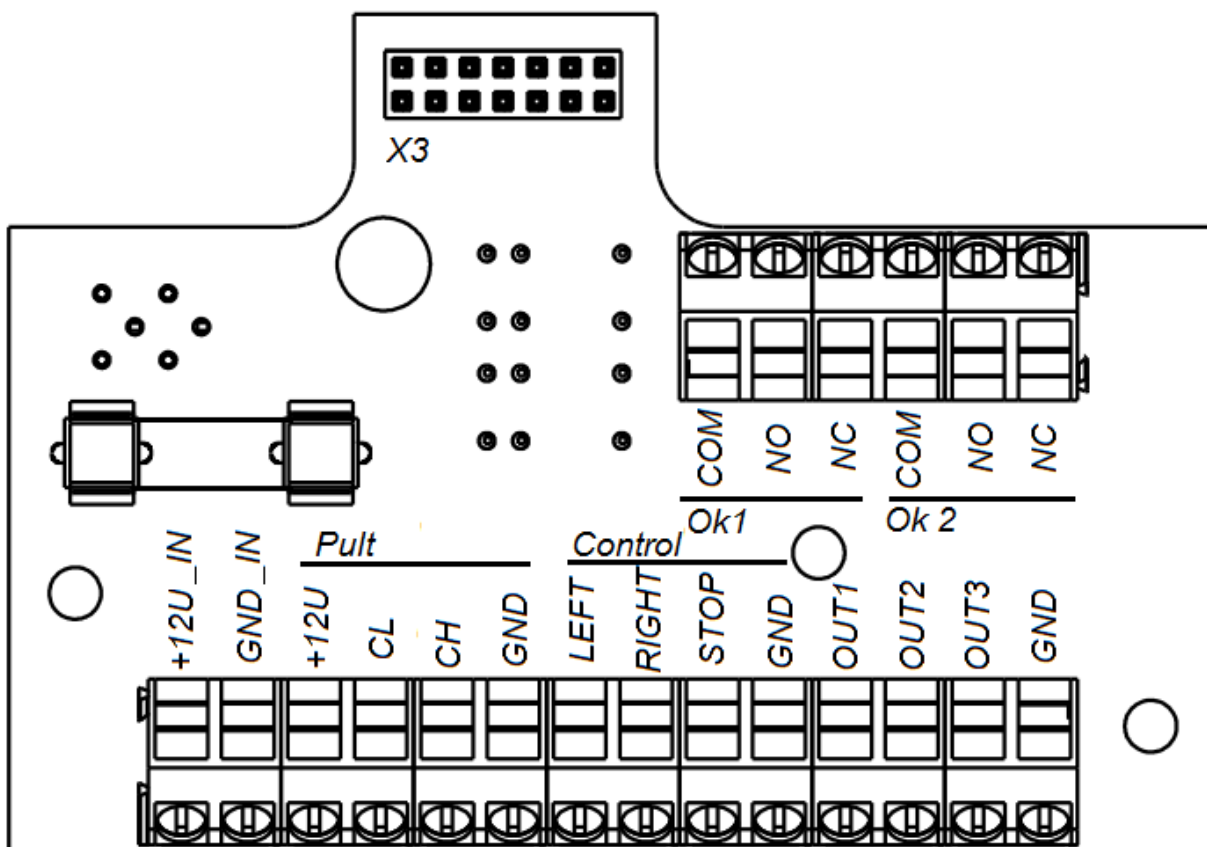 X3
COM NO NC COM NO NC
Ok1 Ok 2
Pult Control
+12U_IN GND_IN +12U CL CH GND LEFT RIGHT STOP GND OUT1 OUT2 OUT3 GND